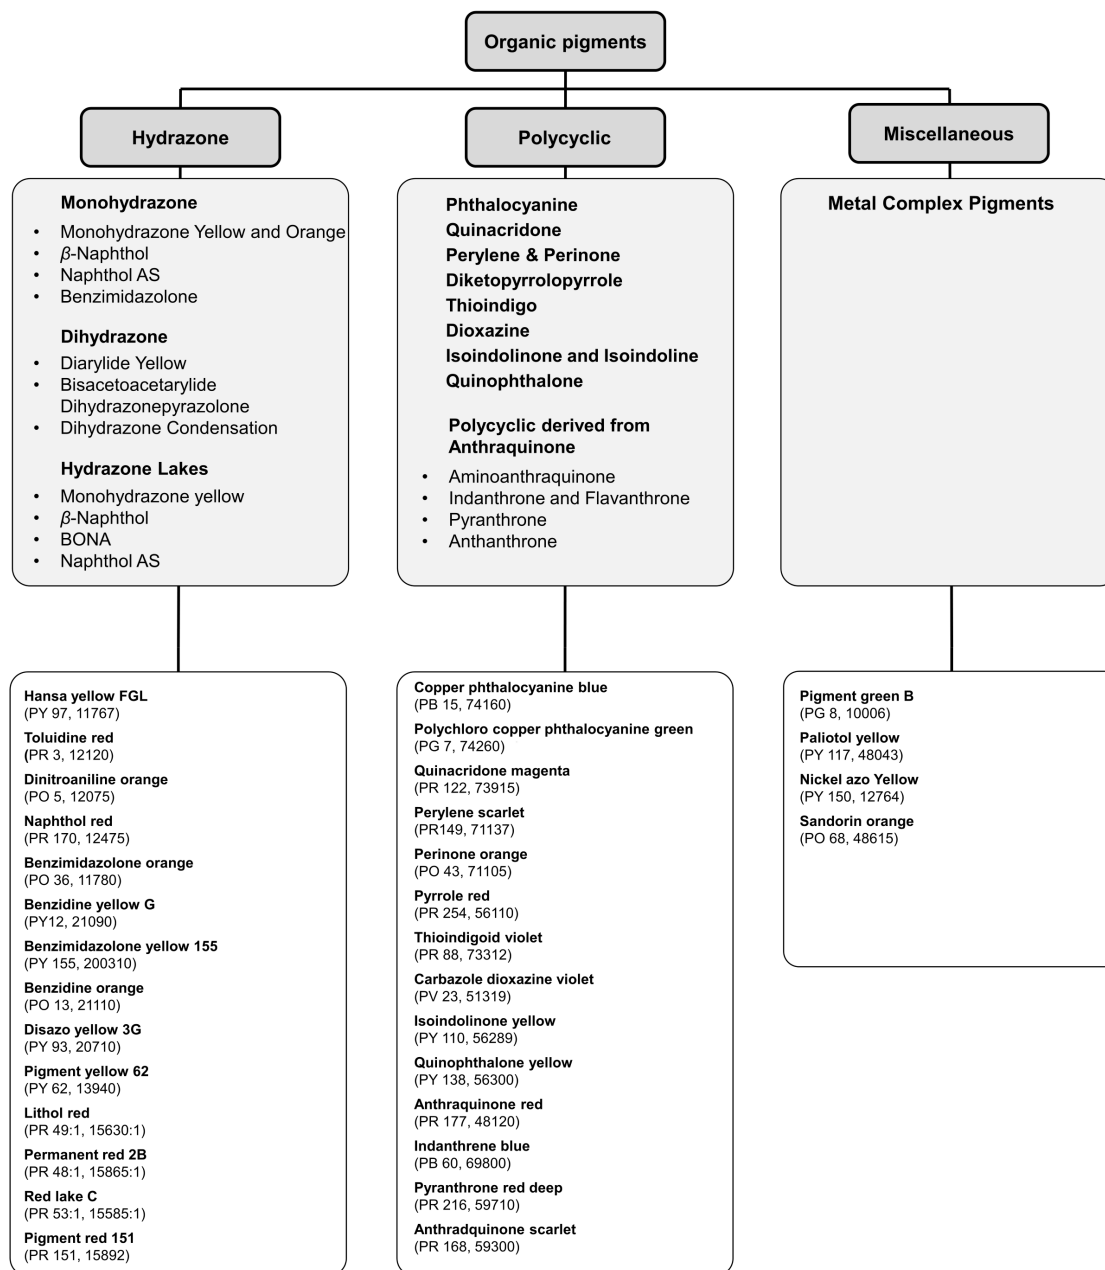 Organic pigments
Hydrazone
Polycyclic
Miscellaneous
Monohydrazone
• Monohydrazone Yellow and Orange
• β-Naphthol
• Naphthol AS
• Benzimidazolone
Dihydrazone
• Diarylide Yellow
• Bisacetoacetarylide
Dihydrazonepyrazolone
• Dihydrazone Condensation
Hydrazone Lakes
• Monohydrazone yellow
• β-Naphthol
• BONA
• Naphthol AS
Phthalocyanine
Quinacridone
Perylene & Perinone
Diketopyrrolopyrrole
Thioindigo
Dioxazine
Isoindolinone and Isoindoline
Quinophthalone
Polycyclic derived from
Anthraquinone
• Aminoanthraquinone
• Indanthrone and Flavanthrone
• Pyranthrone
• Anthanthrone
Metal Complex Pigments
Hansa yellow FGL
(PY 97, 11767)
Toluidine red
(PR 3, 12120)
Dinitroaniline orange
(PO 5, 12075)
Naphthol red
(PR 170, 12475)
Benzimidazolone orange
(PO 36, 11780)
Benzidine yellow G
(PY12, 21090)
Benzimidazolone yellow 155
(PY 155, 200310)
Benzidine orange
(PO 13, 21110)
Disazo yellow 3G
(PY 93, 20710)
Pigment yellow 62
(PY 62, 13940)
Lithol red
(PR 49:1, 15630:1)
Permanent red 2B
(PR 48:1, 15865:1)
Red lake C
(PR 53:1, 15585:1)
Pigment red 151
(PR 151, 15892)
Copper phthalocyanine blue
(PB 15, 74160)
Polychloro copper phthalocyanine green
(PG 7, 74260)
Quinacridone magenta
(PR 122, 73915)
Perylene scarlet
(PR149, 71137)
Perinone orange
(PO 43, 71105)
Pyrrole red
(PR 254, 56110)
Thioindigoid violet
(PR 88, 73312)
Carbazole dioxazine violet
(PV 23, 51319)
Isoindolinone yellow
(PY 110, 56289)
Quinophthalone yellow
(PY 138, 56300)
Anthraquinone red
(PR 177, 48120)
Indanthrene blue
(PB 60, 69800)
Pyranthrone red deep
(PR 216, 59710)
Anthradquinone scarlet
(PR 168, 59300)
Pigment green B
(PG 8, 10006)
Paliotol yellow
(PY 117, 48043)
Nickel azo Yellow
(PY 150, 12764)
Sandorin orange
(PO 68, 48615)